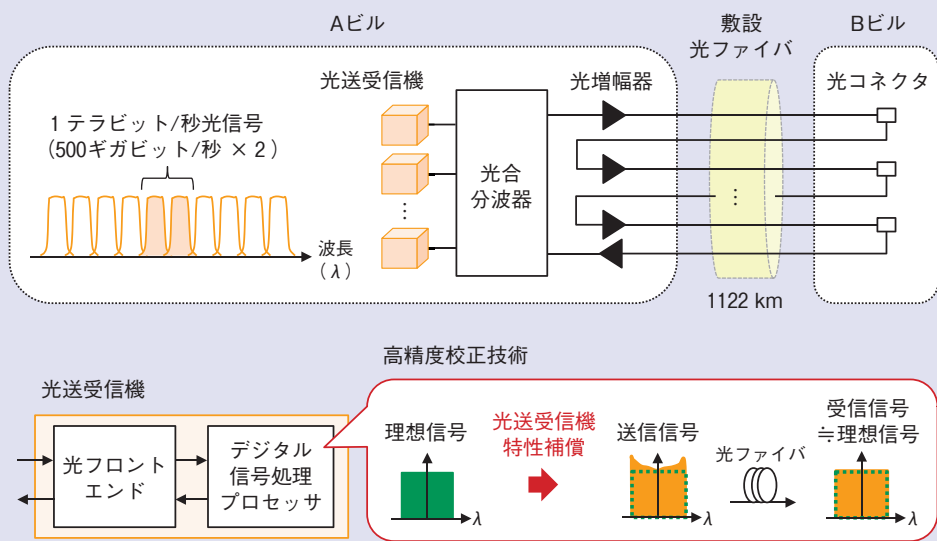 Aビル
敷設
光ファイバ
Bビル
光送受信機
光増幅器
光コネクタ
1テラビット/秒光信号
(500ギガビット/秒 × 2)
光合
分波器
⋮
⋮
波長
(λ)
1122 km
高精度校正技術
光送受信機
光フロント
エンド
デジタル
信号処理
プロセッサ
理想信号
λ
光送受信機
特性補償
送信信号
λ
光ファイバ
受信信号
≒理想信号
λ